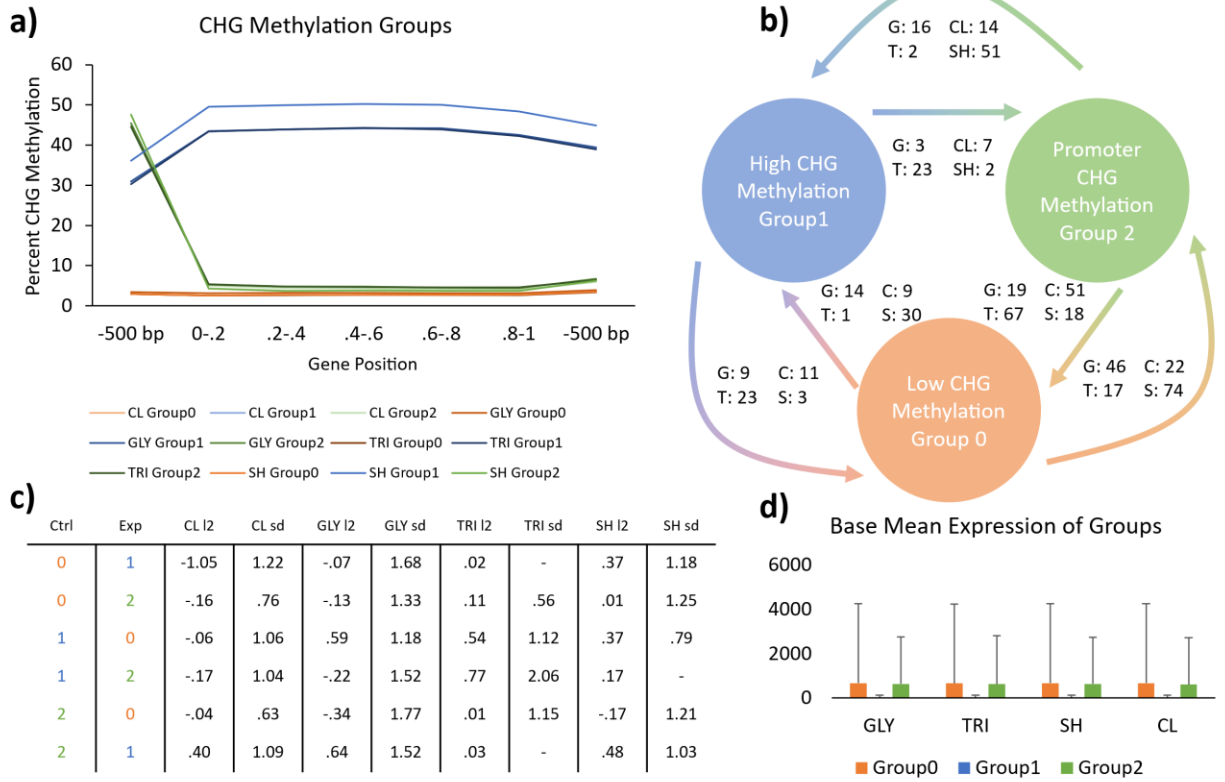 a)
CHG Methylation Groups
60
50
40
30
20
10
0
Percent CHG Methylation
-500 bp 0-.2 .2-.4 .4-.6 .6-.8 .8-1 -500 bp
Gene Position
CL Group0 CL Group1 CL Group2 GLY Group0
GLY Group1 GLY Group2 TRI Group0 TRI Group1
TRI Group2 SH Group0 SH Group1 SH Group2
b)
G: 16 CL: 14
T: 2 SH: 51
High CHG
Methylation
Group1
G: 3 CL: 7
T: 23 SH: 2
Promoter
CHG
Methylation
Group 2
G: 14 C: 9
T: 1 S: 30
G: 19 C: 51
T: 67 S: 18
G: 9 C: 11
T: 23 S: 3
Low CHG
Methylation
Group 0
G: 46 C: 22
T: 17 S: 74
c)
Ctrl Exp CL l2 CL sd GLY l2 GLY sd TRI l2 TRI sd SH l2 SH sd
0 1 -1.05 1.22 -.07 1.68 .02 - .37 1.18
0 2 -.16 .76 -.13 1.33 .11 .56 .01 1.25
1 0 -.06 1.06 .59 1.18 .54 1.12 .37 .79
1 2 -.17 1.04 -.22 1.52 .77 2.06 .17 -
2 0 -.04 .63 -.34 1.77 .01 1.15 -.17 1.21
2 1 .40 1.09 .64 1.52 .03 - .48 1.03
d)
Base Mean Expression of Groups
6000
4000
2000
0
GLY TRI SH CL
Group0 Group1 Group2